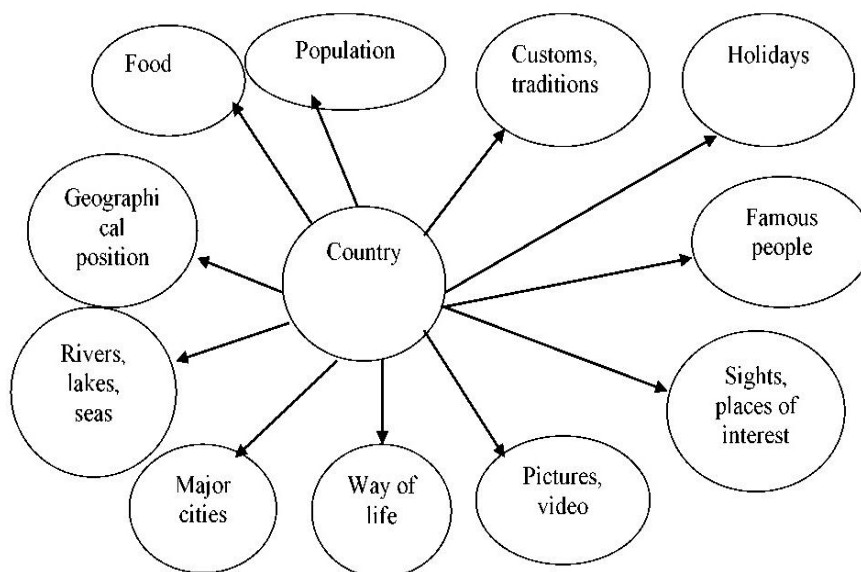 Food
Population
Customs,
traditions
Holidays
Geographi
cal
position
Country
Famous
people
Rivers,
lakes,
seas
Sights,
places of
interest
Major
cities
Way of
life
Pictures,
video